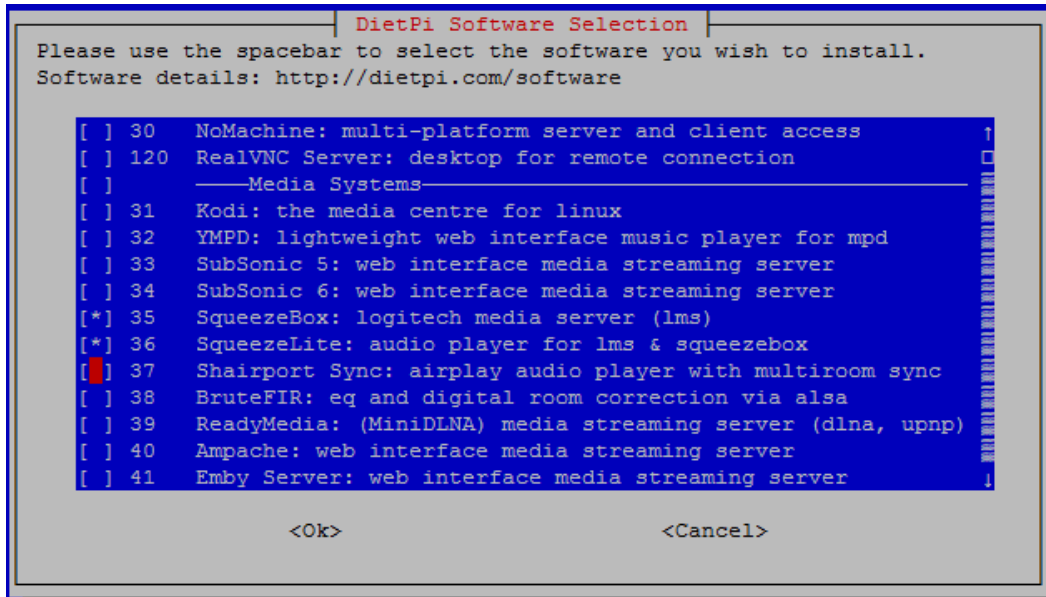 DietPi Software Selection
Please use the spacebar to select the software you wish to install.
Software details: http://dietpi.com/software
[ ] 30 NoMachine: multi-platform server and client access
[ ] 120 RealVNC Server: desktop for remote connection
[ ] ────Media Systems────
[ ] 31 Kodi: the media centre for linux
[ ] 32 YMPD: lightweight web interface music player for mpd
[ ] 33 SubSonic 5: web interface media streaming server
[ ] 34 SubSonic 6: web interface media streaming server
[*] 35 SqueezeBox: logitech media server (lms)
[*] 36 SqueezeLite: audio player for lms & squeezebox
[ ] 37 Shairport Sync: airplay audio player with multiroom sync
[ ] 38 BruteFIR: eq and digital room correction via alsa
[ ] 39 ReadyMedia: (MiniDLNA) media streaming server (dlna, upnp)
[ ] 40 Ampache: web interface media streaming server
[ ] 41 Emby Server: web interface media streaming server
<Ok> <Cancel>